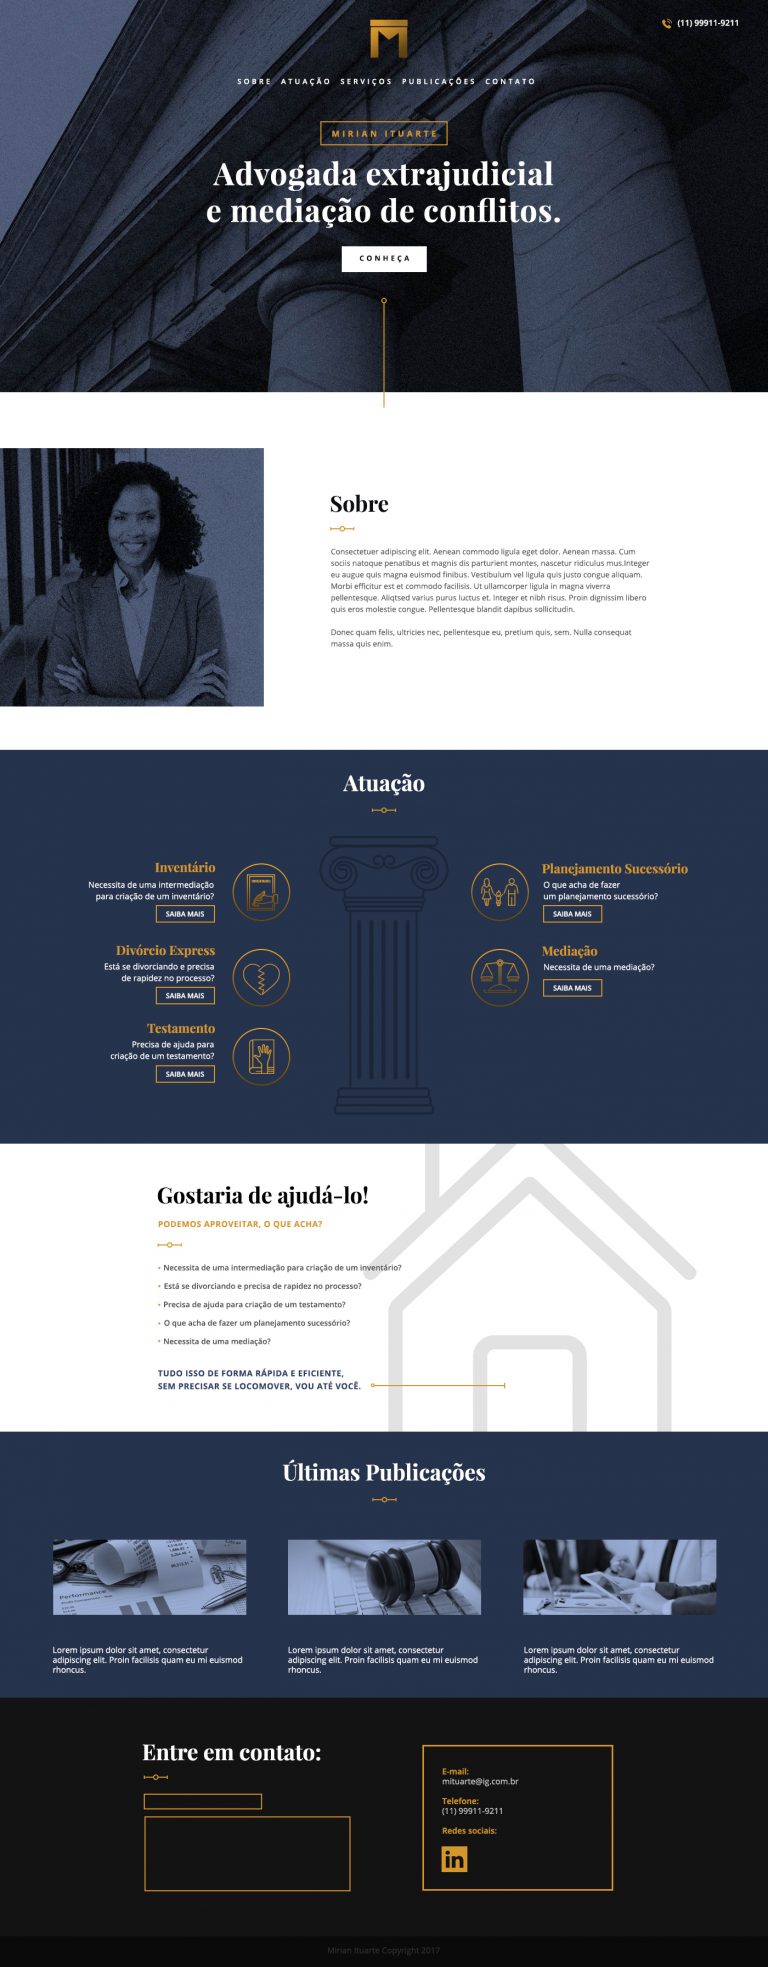 (11) 99911-9211
M
SOBRE ATUAÇÃO SERVIÇOS PUBLICAÇÕES CONTATO
MIRIAN ITUARTE
Advogada extrajudicial
e mediação de conflitos.
CONHEÇA
Sobre
Consectetuer adipiscing elit. Aenean commodo ligula eget dolor. Aenean massa. Cum
sociis natoque penatibus et magnis dis parturient montes, nascetur ridiculus mus.Integer
eu augue quis magna euismod finibus. Vestibulum vel ligula quis justo congue aliquam.
Morbi efficitur est et commodo facilisis. Ut ullamcorper ligula in magna viverra
pellentesque. Aliqtsed varius purus luctus et. Integer et nibh risus. Proin dignissim libero
quis eros molestie congue. Pellentesque blandit dapibus sollicitudin.
Donec quam felis, ultricies nec, pellentesque eu, pretium quis, sem. Nulla consequat
massa quis enim.
Atuação
Inventário
Necessita de uma intermediação
para criação de um inventário?
SAIBA MAIS
Divórcio Express
Está se divorciando e precisa
de rapidez no processo?
SAIBA MAIS
Testamento
Precisa de ajuda para
criação de um testamento?
SAIBA MAIS
Planejamento Sucessório
O que acha de fazer
um planejamento sucessório?
SAIBA MAIS
Mediação
Necessita de uma mediação?
SAIBA MAIS
Gostaria de ajudá-lo!
PODEMOS APROVEITAR, O QUE ACHA?
• Necessita de uma intermediação para criação de um inventário?
• Está se divorciando e precisa de rapidez no processo?
• Precisa de ajuda para criação de um testamento?
• O que acha de fazer um planejamento sucessório?
• Necessita de uma mediação?
TUDO ISSO DE FORMA RÁPIDA E EFICIENTE,
SEM PRECISAR SE LOCOMOVER, VOU ATÉ VOCÊ.
Últimas Publicações
Performance
Lorem ipsum dolor sit amet, consectetur
adipiscing elit. Proin facilisis quam eu mi euismod
rhoncus.
Lorem ipsum dolor sit amet, consectetur
adipiscing elit. Proin facilisis quam eu mi euismod
rhoncus.
Lorem ipsum dolor sit amet, consectetur
adipiscing elit. Proin facilisis quam eu mi euismod
rhoncus.
Entre em contato:
E-mail:
mituarte@ig.com.br
Telefone:
(11) 99911-9211
Redes sociais:
in
Mirian Ituarte Copyright 2017